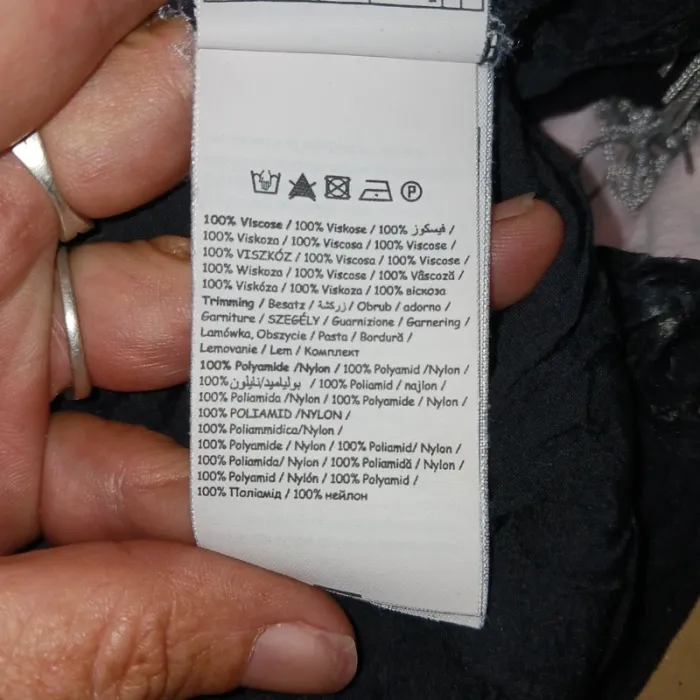 P
100% Viscose / 100% Viskose / 100% فيسكوز /
100% Viskoza / 100% Viscosa / 100% Viscose /
100% VISZKÓZ / 100% Viscosa / 100% Viscose /
100% Wiskoza / 100% Viscose / 100% Vâscoză /
100% Viskóza / 100% Viskoza / 100% віскоза
Trimming / Besatz / زركشة / Obrub / adorno /
Garniture / SZEGÉLY / Guarnizione / Garnering /
Lamówka, Obszycie / Pasta / Bordură /
Lemovanie / Lem / Комплект
100% Polyamide /Nylon / 100% Polyamid /Nylon /
100% بولياميد/نايلون / 100% Poliamid / najlon /
100% Poliamida /Nylon / 100% Polyamide / Nylon /
100% POLIAMID /NYLON /
100% Poliammidica/Nylon /
100% Polyamide / Nylon / 100% Poliamid/ Nylon /
100% Poliamida/ Nylon / 100% Poliamidă / Nylon /
100% Polyamid / Nylón / 100% Polyamid /
100% Поліамід / 100% нейлон